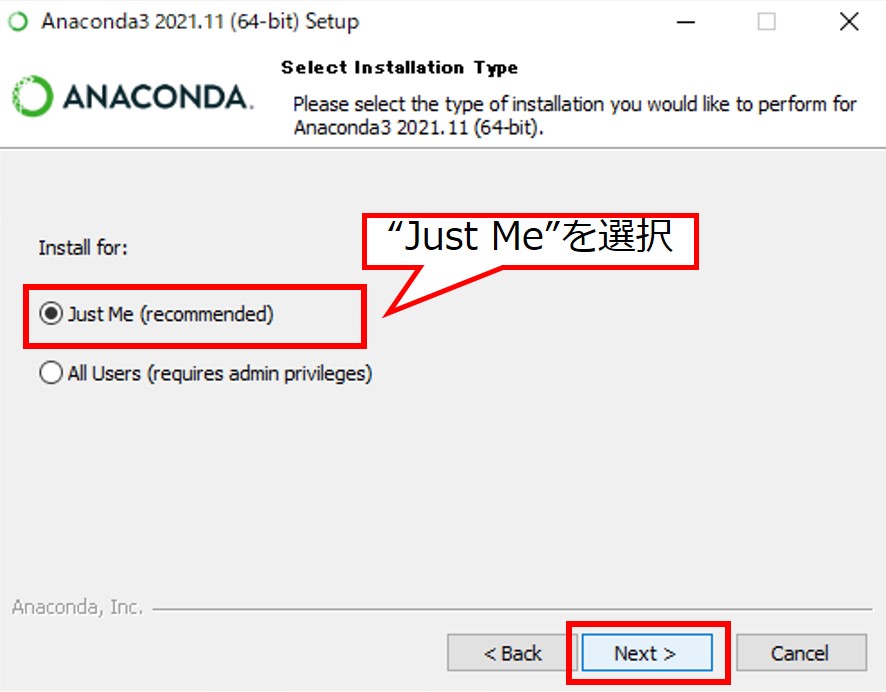 Anaconda3 2021.11 (64-bit) Setup
ANACONDA.
Select Installation Type
Please select the type of installation you would like to perform for
Anaconda3 2021.11 (64-bit).
“Just Me”を選択
Install for:
Just Me (recommended)
All Users (requires admin privileges)
Anaconda, Inc.
< Back
Next >
Cancel